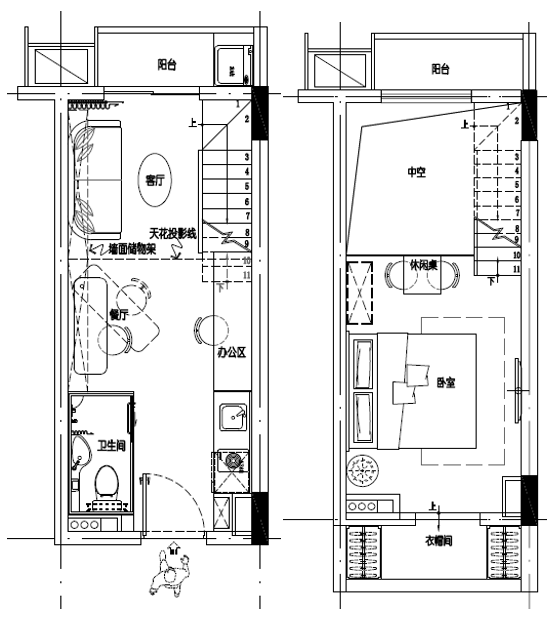 阳台
上
1
2
3
4
5
6
7
8
9
10
11
下
客厅
天花投影线
墙面储物架
餐厅
办公区
卫生间
阳台
上
1
2
3
4
5
6
7
8
9
10
11
下
中空
休闲桌
卧室
上
衣帽间